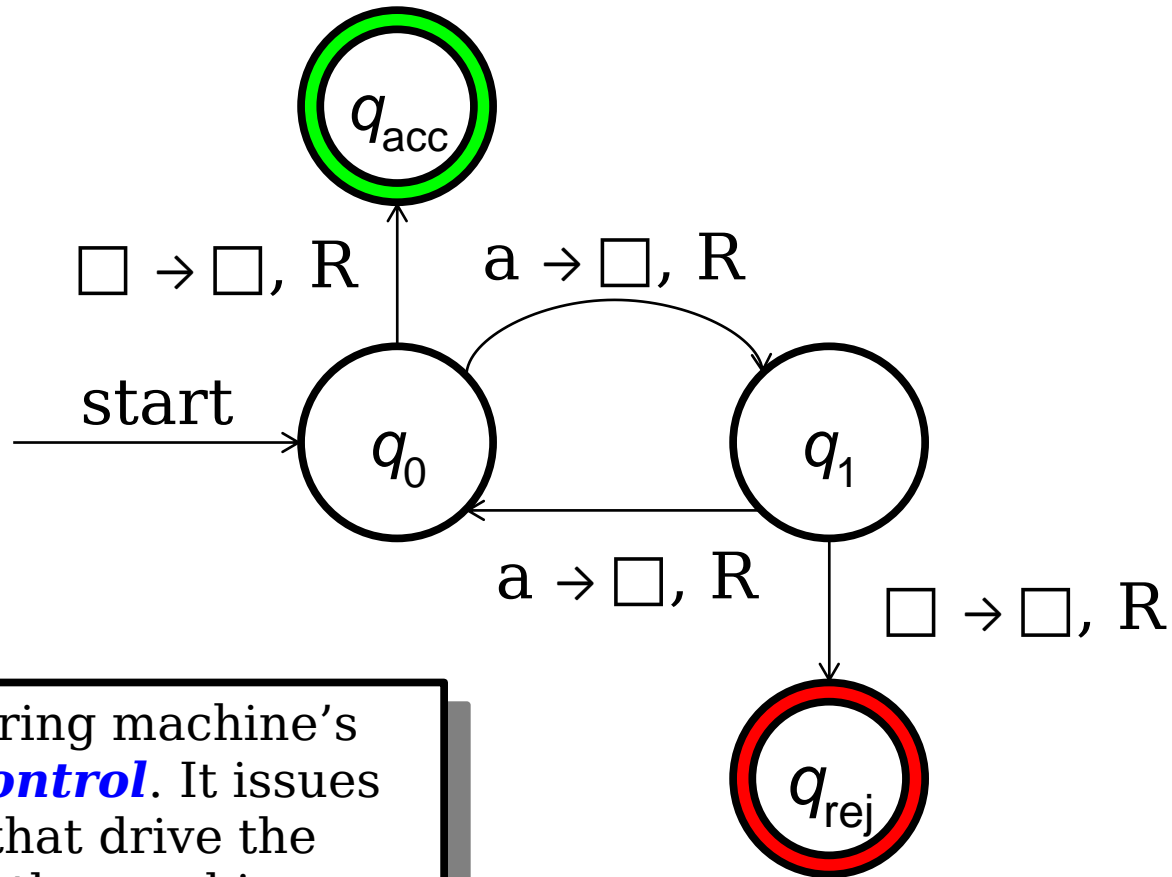 q_acc
□ → □, R
a → □, R
start
q_0
q_1
a → □, R
□ → □, R
ring machine’s
ontrol. It issues
that drive the
q_rej